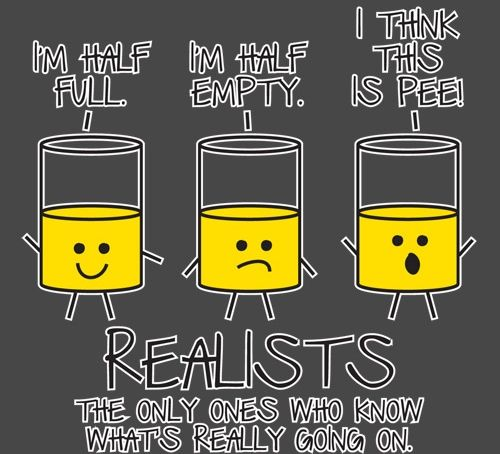 I'M HALF
FULL.
I'M HALF
EMPTY.
I THINK
THIS
IS PEE!
REALISTS
THE ONLY ONES WHO KNOW
WHAT'S REALLY GOING ON.